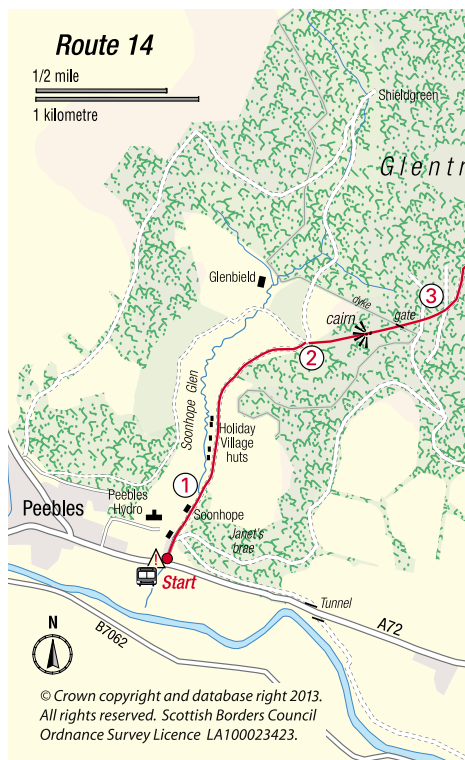 Route 14
1/2 mile
1 kilometre
Shieldgreen
Glentr
Glenbield
dyke
3
cairn
gate
2
Soonhope Glen
Holiday
Village
huts
1
Peebles
Peebles
Hydro
Soonhope
Janet's
brae
!
Start
Tunnel
A72
B7062
N
© Crown copyright and database right 2013.
All rights reserved. Scottish Borders Council
Ordnance Survey Licence LA100023423.